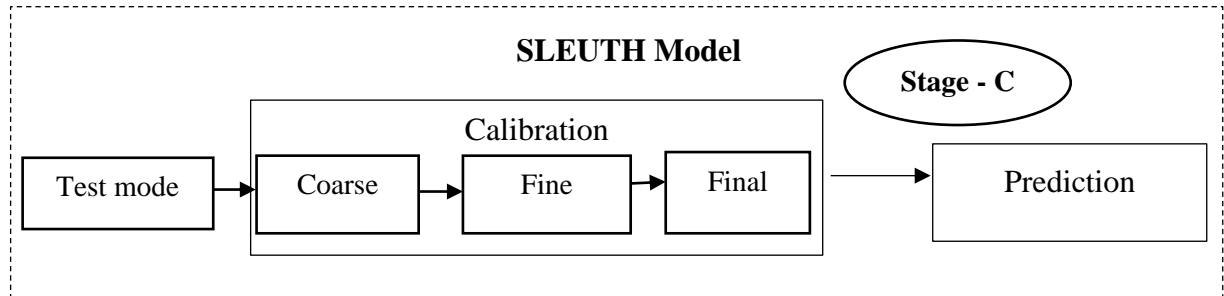 SLEUTH Model
Stage - C
Calibration
Test mode
Coarse
Fine
Final
Prediction